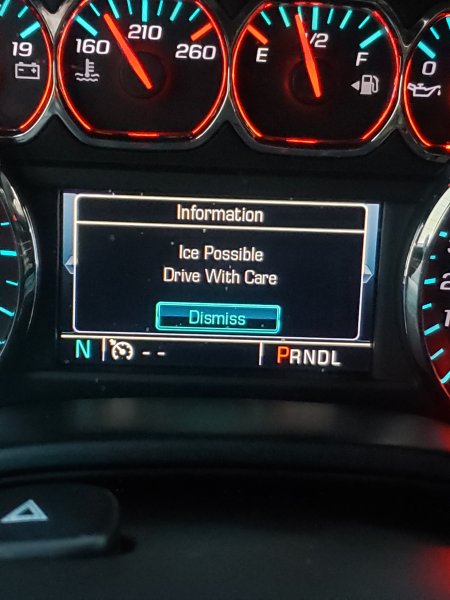 19 160 210 260 E 1/2 F 0
Information
Ice Possible
Drive With Care
Dismiss
N -- PRNDL